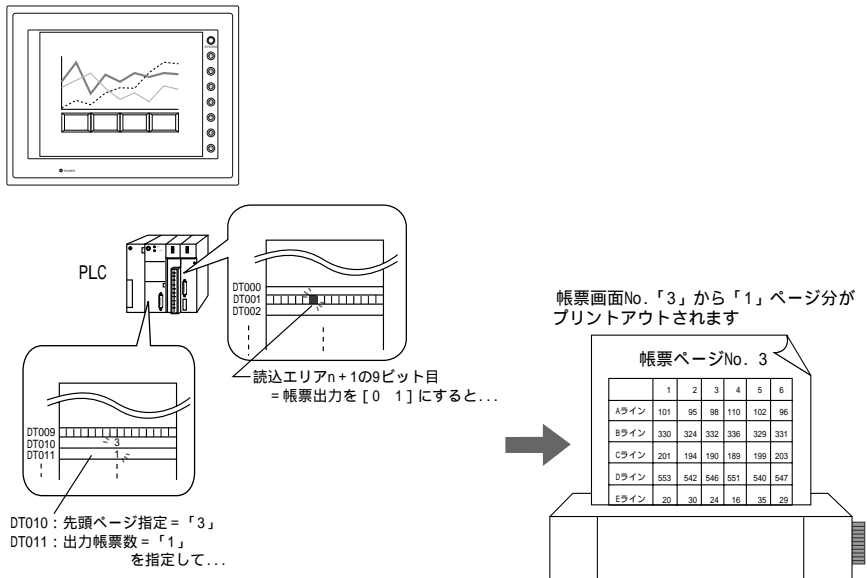 POWER
PLC
DT000
DT001
DT002
読込エリアn+1の9ビット目
=帳票出力を[0 1]にすると...
DT009
DT010
DT011
3
1
DT010：先頭ページ指定=「3」
DT011：出力帳票数=「1」
を指定して...
帳票画面No.「3」から「1」ページ分が
プリントアウトされます
帳票ページNo. 3
1 2 3 4 5 6
Aライン 101 95 98 110 102 96
Bライン 330 324 332 336 329 331
Cライン 201 194 190 189 199 203
Dライン 553 542 546 551 540 547
Eライン 20 30 24 16 35 29